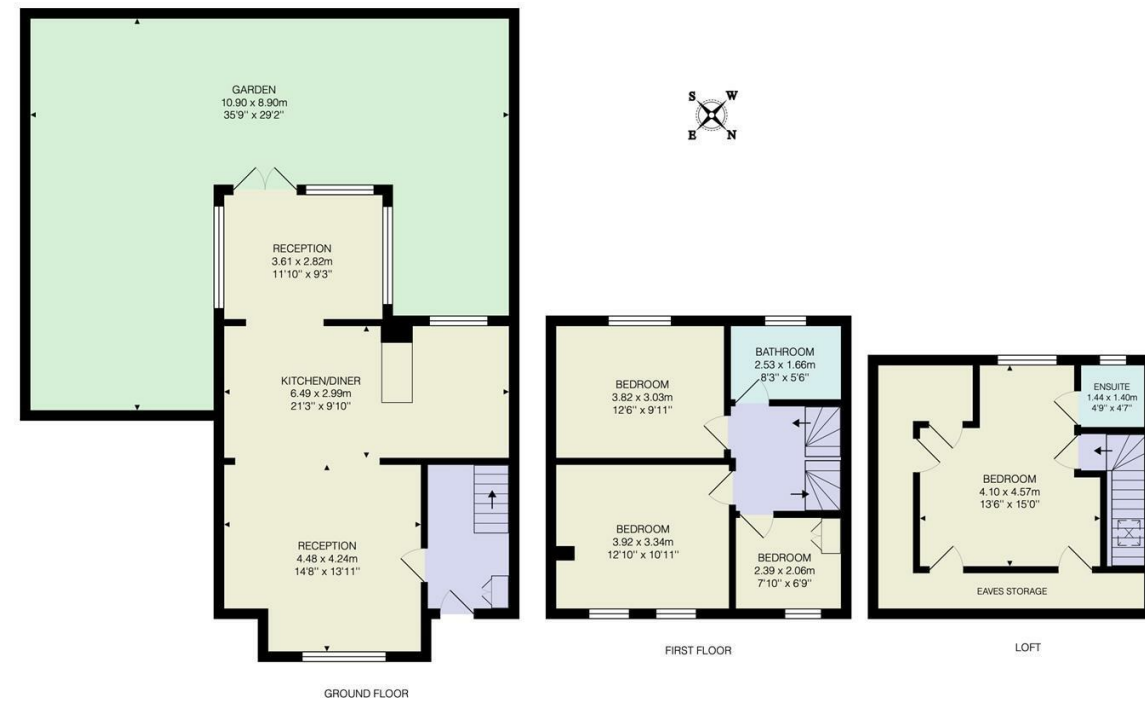 GARDEN
10.90 x 8.90m
35'9'' x 29'2''
S W
E N
RECEPTION
3.61 x 2.82m
11'10'' x 9'3''
KITCHEN/DINER
6.49 x 2.99m
21'3'' x 9'10''
RECEPTION
4.48 x 4.24m
14'8'' x 13'11''
GROUND FLOOR
BEDROOM
3.82 x 3.03m
12'6'' x 9'11''
BATHROOM
2.53 x 1.66m
8'3'' x 5'6''
BEDROOM
3.92 x 3.34m
12'10'' x 10'11''
BEDROOM
2.39 x 2.06m
7'10'' x 6'9''
FIRST FLOOR
ENSUITE
1.44 x 1.40m
4'9'' x 4'7''
BEDROOM
4.10 x 4.57m
13'6'' x 15'0''
EAVES STORAGE
LOFT